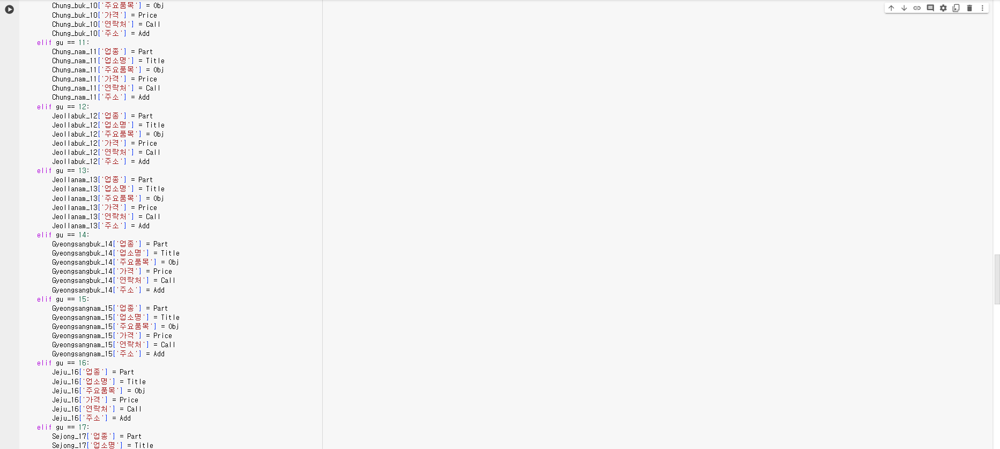 Chung_buk_10['주요품목'] = Obj
Chung_buk_10['가격'] = Price
Chung_buk_10['연락처'] = Call
Chung_buk_10['주소'] = Add
elif gu == 11:
Chung_nam_11['업종'] = Part
Chung_nam_11['업소명'] = Title
Chung_nam_11['주요품목'] = Obj
Chung_nam_11['가격'] = Price
Chung_nam_11['연락처'] = Call
Chung_nam_11['주소'] = Add
elif gu == 12:
Jeollabuk_12['업종'] = Part
Jeollabuk_12['업소명'] = Title
Jeollabuk_12['주요품목'] = Obj
Jeollabuk_12['가격'] = Price
Jeollabuk_12['연락처'] = Call
Jeollabuk_12['주소'] = Add
elif gu == 13:
Jeollanam_13['업종'] = Part
Jeollanam_13['업소명'] = Title
Jeollanam_13['주요품목'] = Obj
Jeollanam_13['가격'] = Price
Jeollanam_13['연락처'] = Call
Jeollanam_13['주소'] = Add
elif gu == 14:
Gyeongsangbuk_14['업종'] = Part
Gyeongsangbuk_14['업소명'] = Title
Gyeongsangbuk_14['주요품목'] = Obj
Gyeongsangbuk_14['가격'] = Price
Gyeongsangbuk_14['연락처'] = Call
Gyeongsangbuk_14['주소'] = Add
elif gu == 15:
Gyeongsangnam_15['업종'] = Part
Gyeongsangnam_15['업소명'] = Title
Gyeongsangnam_15['주요품목'] = Obj
Gyeongsangnam_15['가격'] = Price
Gyeongsangnam_15['연락처'] = Call
Gyeongsangnam_15['주소'] = Add
elif gu == 16:
Jeju_16['업종'] = Part
Jeju_16['업소명'] = Title
Jeju_16['주요품목'] = Obj
Jeju_16['가격'] = Price
Jeju_16['연락처'] = Call
Jeju_16['주소'] = Add
elif gu == 17:
Sejong_17['업종'] = Part
Sejong_17['업소명'] = Title